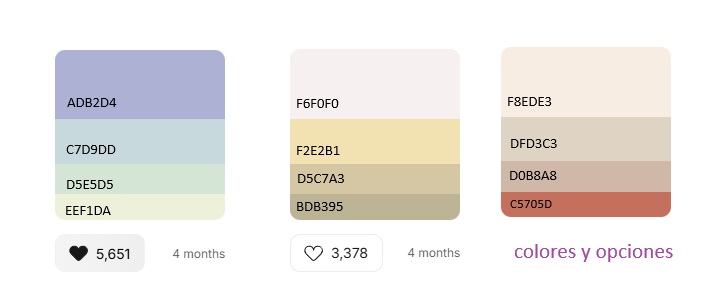 ADB2D4
C7D9DD
D5E5D5
EEF1DA
5,651
4 months
F6F0F0
F2E2B1
D5C7A3
BDB395
3,378
4 months
F8EDE3
DFD3C3
D0B8A8
C5705D
colores y opciones